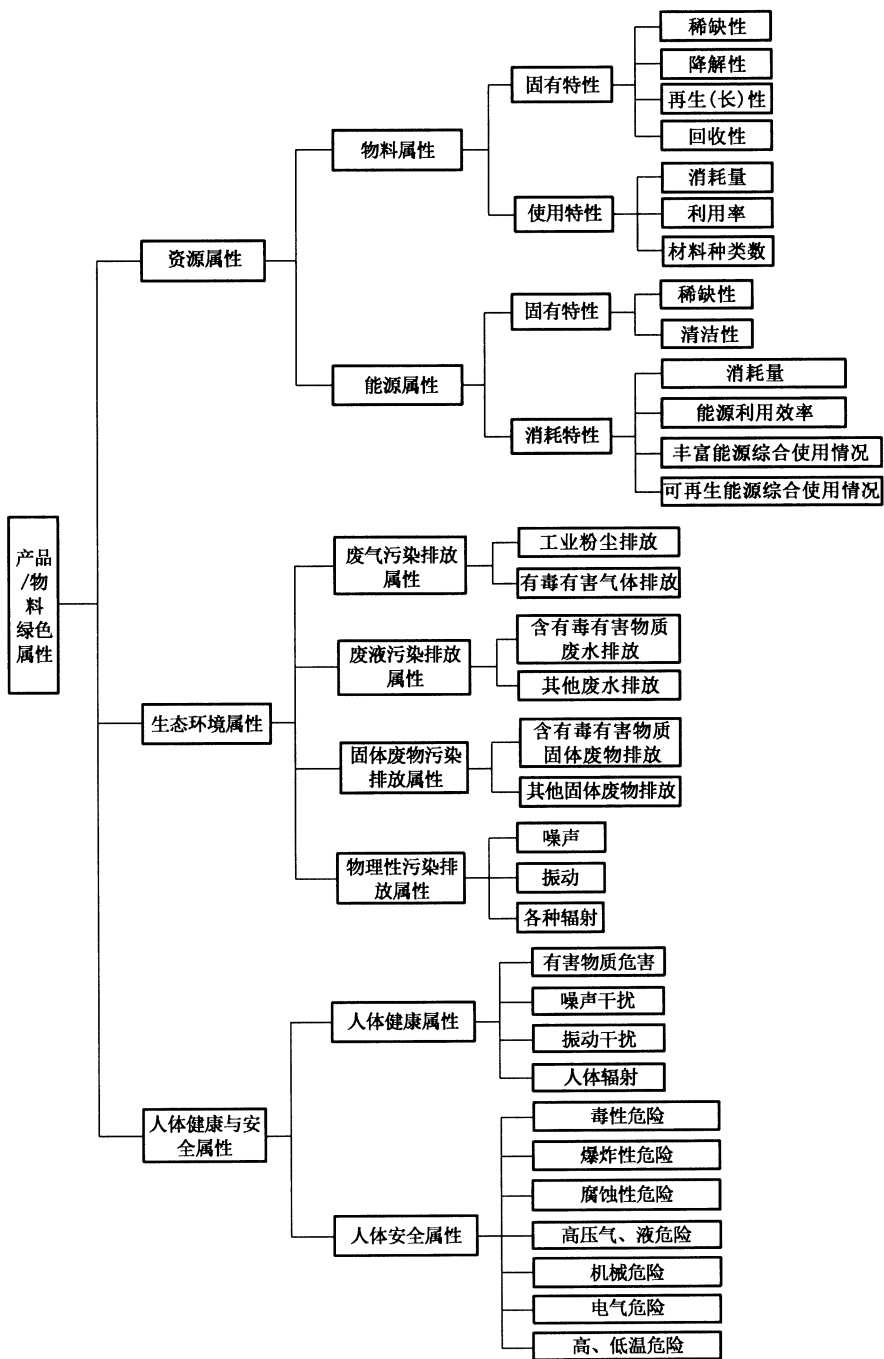 产品
/物
料
绿色
属性
资源属性
物料属性
固有特性
稀缺性
降解性
再生(长)性
回收性
使用特性
消耗量
利用率
材料种类数
能源属性
固有特性
稀缺性
清洁性
消耗特性
消耗量
能源利用效率
丰富能源综合使用情况
可再生能源综合使用情况
生态环境属性
废气污染排放
属性
工业粉尘排放
有毒有害气体排放
废液污染排放
属性
含有毒有害物质
废水排放
其他废水排放
固体废物污染
排放属性
含有毒有害物质
固体废物排放
其他固体废物排放
物理性污染排
放属性
噪声
振动
各种辐射
人体健康与安
全属性
人体健康属性
有害物质危害
噪声干扰
振动干扰
人体辐射
人体安全属性
毒性危险
爆炸性危险
腐蚀性危险
高压气、液危险
机械危险
电气危险
高、低温危险